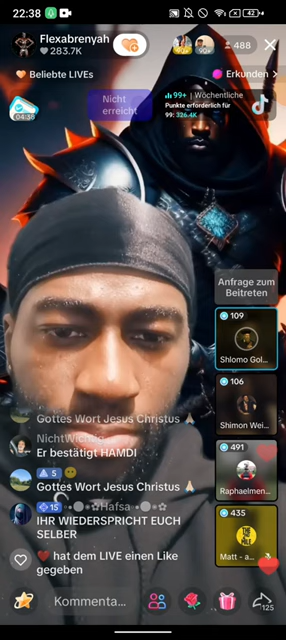 22:38
42
Flexabrenyah
283.7K
99+
99+
488
Beliebte LIVEs
Erkunden >
04:38
Nicht
erreicht
99+ | Wöchentliche
Punkte erforderlich für
99: 326.4K
Anfrage zum
Beitreten
109
Shlomo Gol...
106
Shimon Wei...
491
Raphaelmen...
435
Matt - a...
Gottes Wort Jesus Christus 🙏
Er bestätigt HAMDI
5
Gottes Wort Jesus Christus 🙏
15 •Hafsa
IHR WIEDERSPRICHT EUCH
SELBER
hat dem LIVE einen Like
gegeben
Kommenta...
125